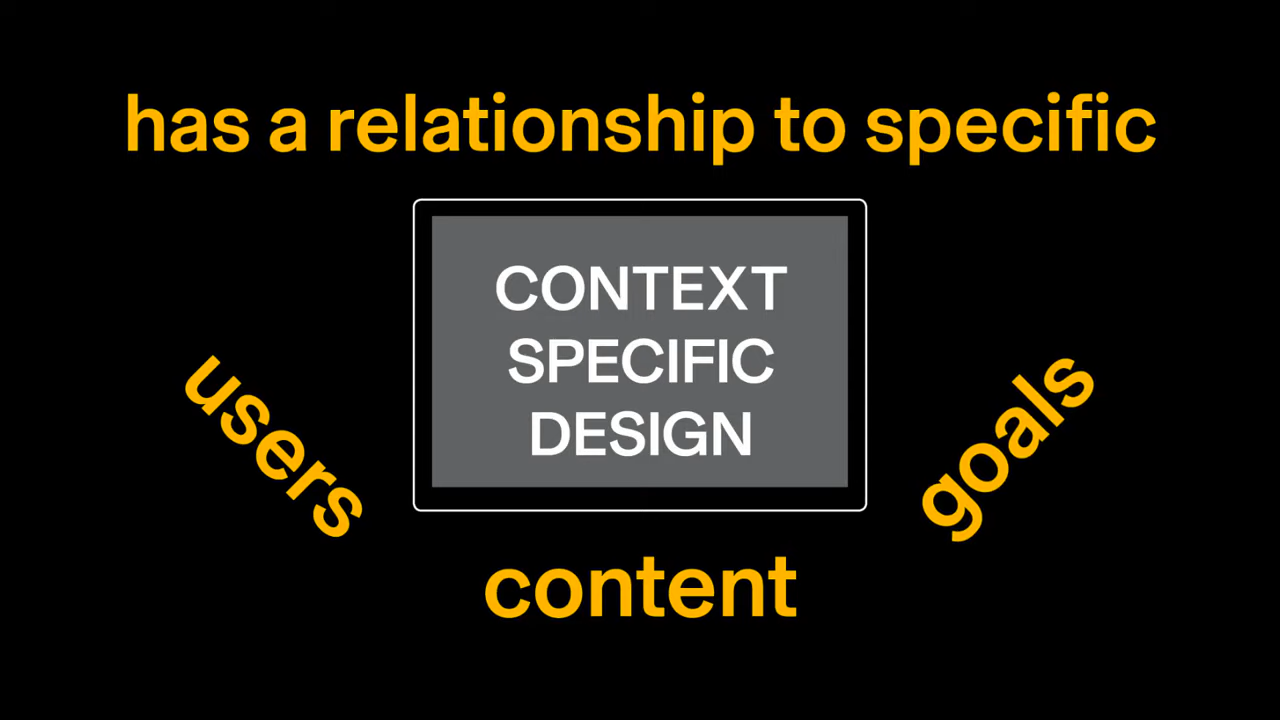 has a relationship to specific
CONTEXT
SPECIFIC
DESIGN
users
content
goals